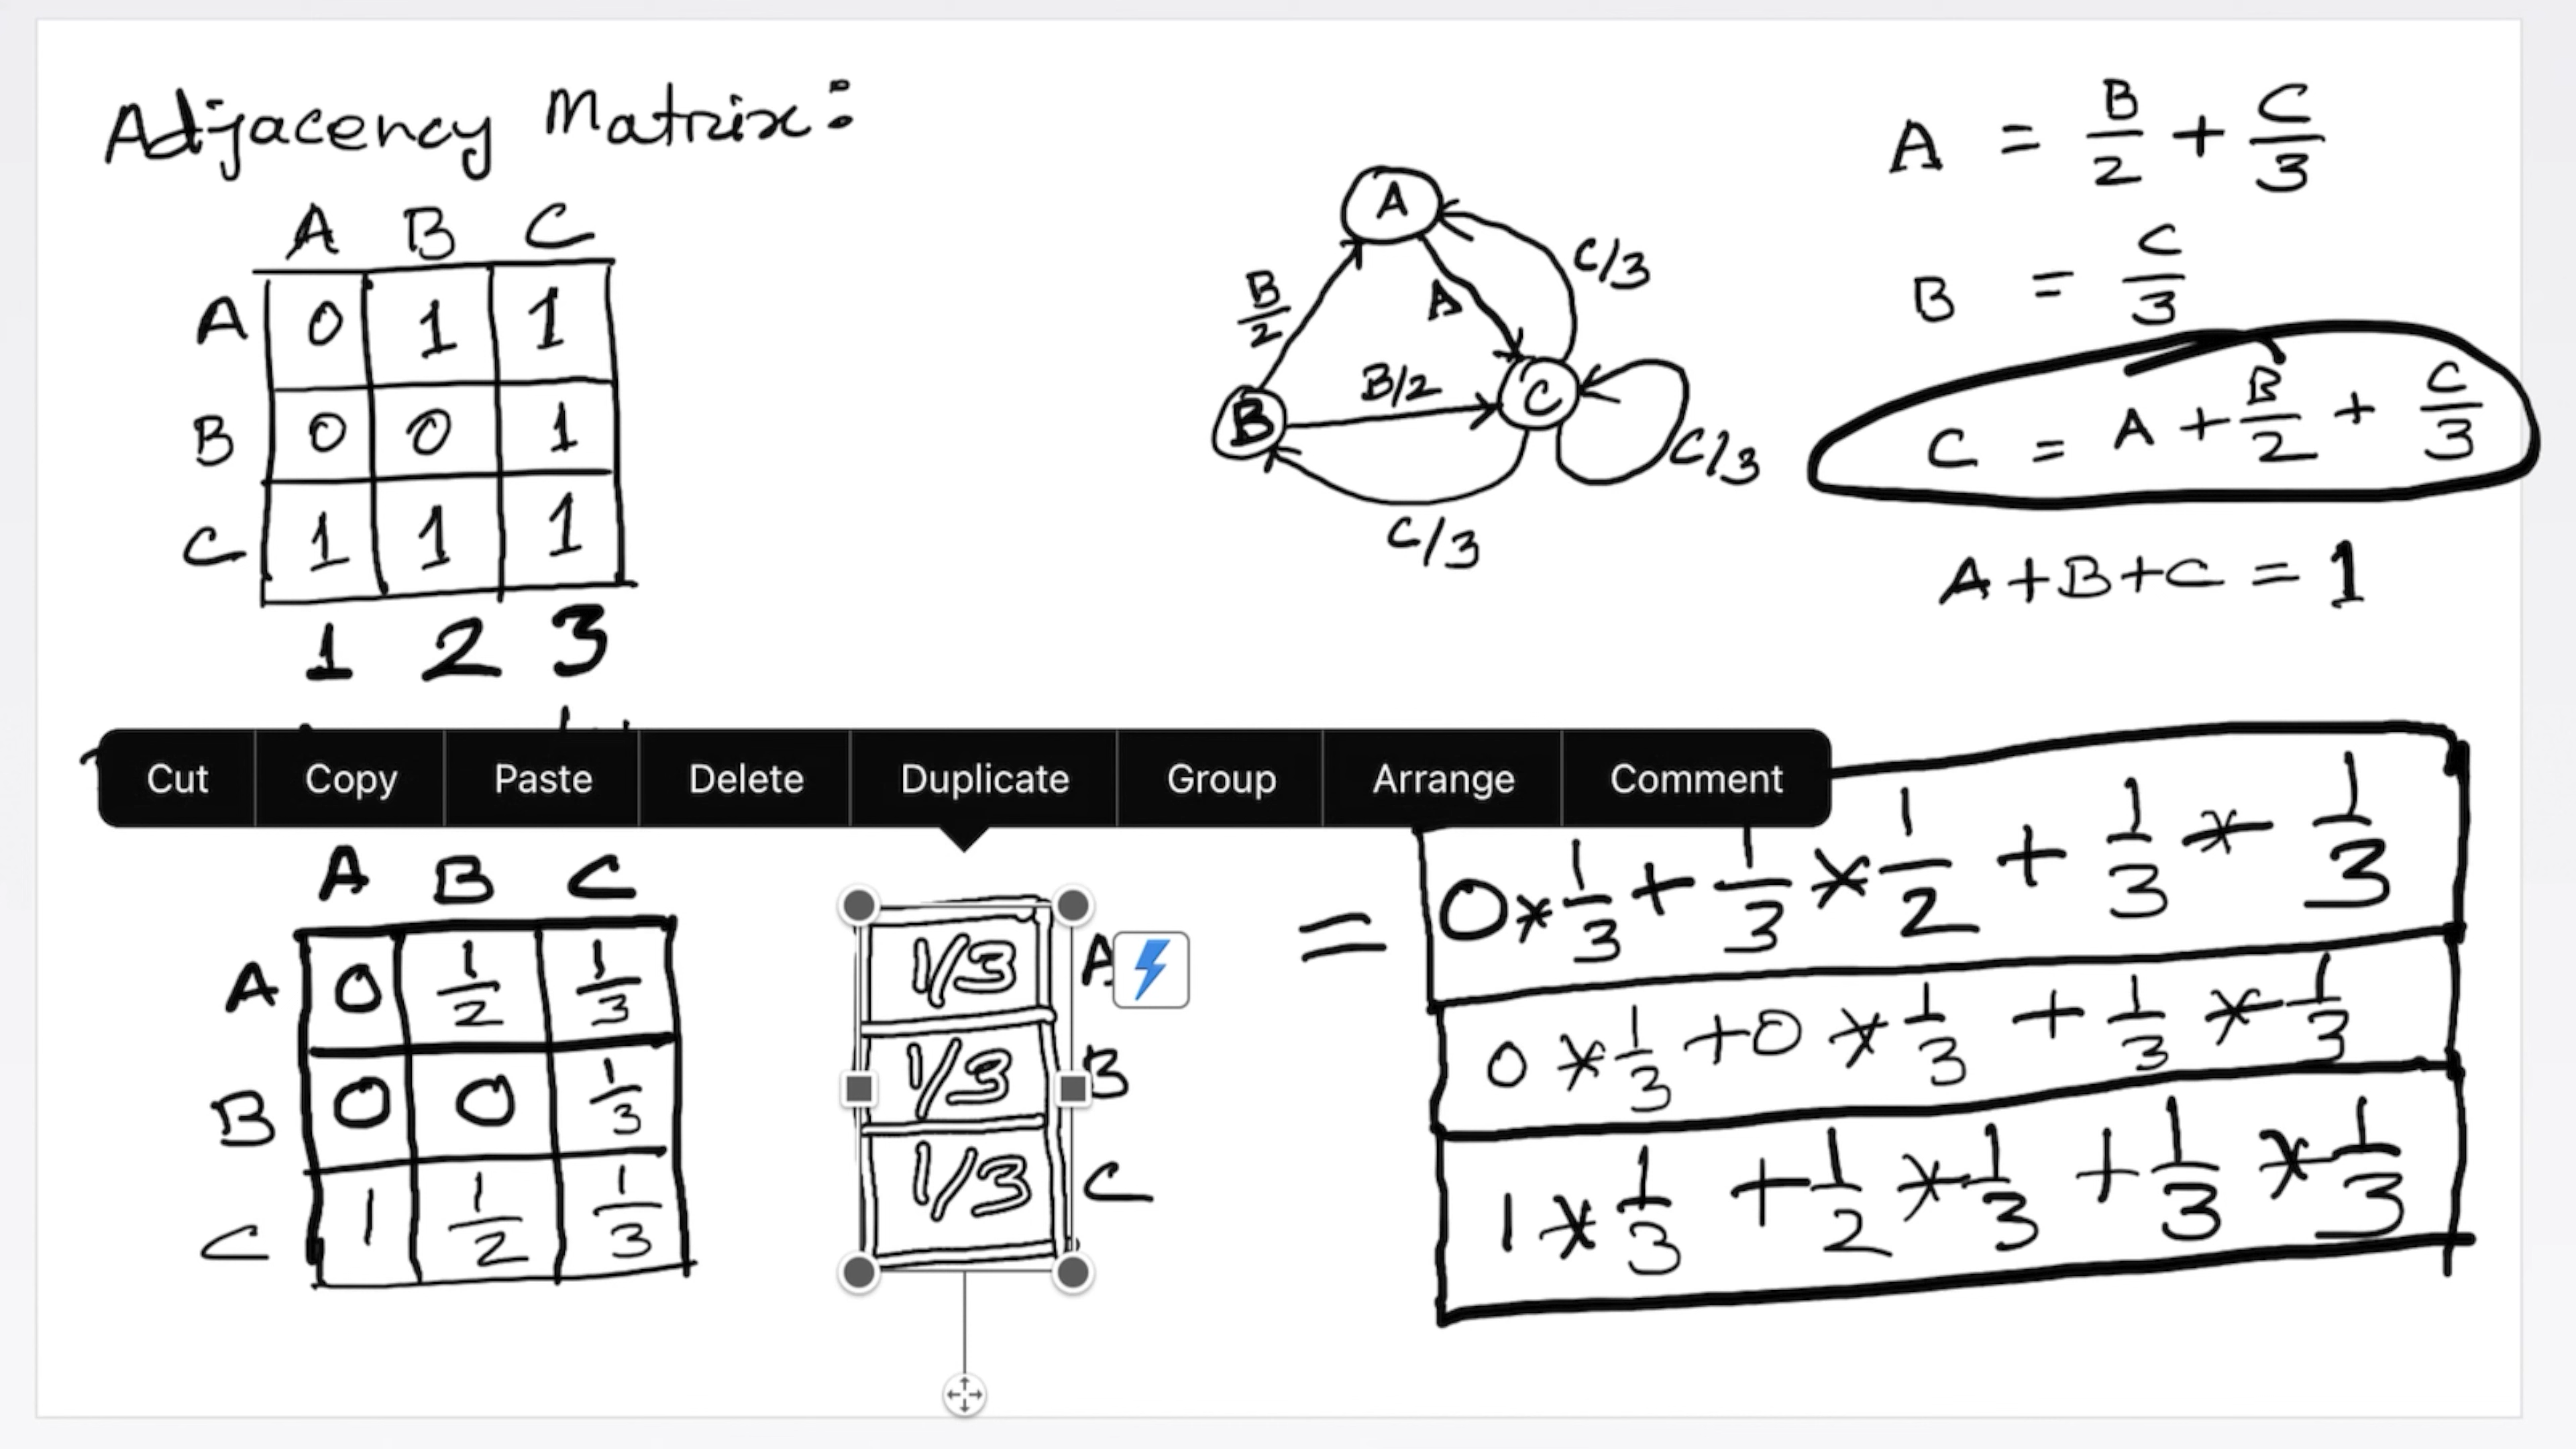 Adjacency Matrix:
A B C
A 0 1 1
B 0 0 1
C 1 1 1
1 2 3
A
B/2
A
C/3
B
B/2
C
C/3
C/3
A = B/2 + C/3
B = C/3
C = A + B/2 + C/3
A+B+C = 1
Cut Copy Paste Delete Duplicate Group Arrange Comment
A B C
A 0 1/2 1/3
B 0 0 1/3
C 1 1/2 1/3
1/3 A
1/3 B
1/3 C
=
0*1/3 + 1/3*1/2 + 1/3*1/3
0*1/3 + 0*1/3 + 1/3*1/3
1*1/3 + 1/2*1/3 + 1/3*1/3